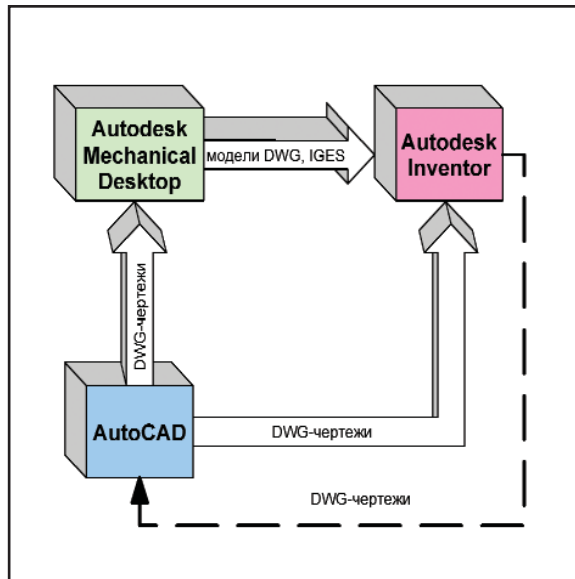 Autodesk
Mechanical
Desktop
модели DWG, IGES
Autodesk
Inventor
DWG-чертежи
AutoCAD
DWG-чертежи
DWG-чертежи